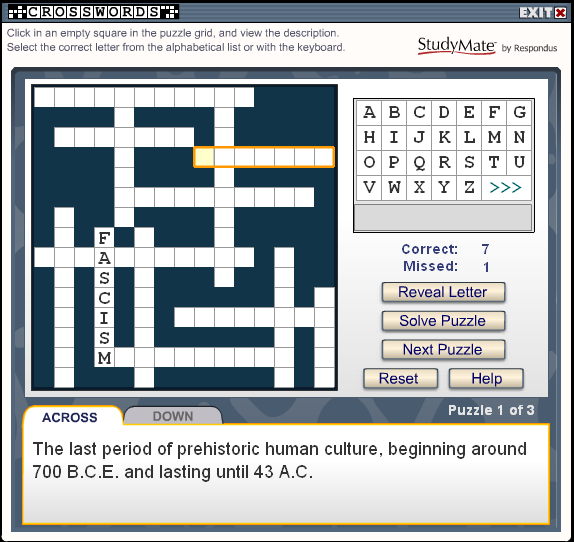 CROSSWORDS
EXIT
Click in an empty square in the puzzle grid, and view the description.
Select the correct letter from the alphabetical list or with the keyboard.
StudyMate™ by Respondus
A B C D E F G
H I J K L M N
O P Q R S T U
V W X Y Z >>>
F
A
S
C
I
S
M
Correct: 7
Missed: 1
Reveal Letter
Solve Puzzle
Next Puzzle
Reset Help
Puzzle 1 of 3
ACROSS DOWN
The last period of prehistoric human culture, beginning around
700 B.C.E. and lasting until 43 A.C.